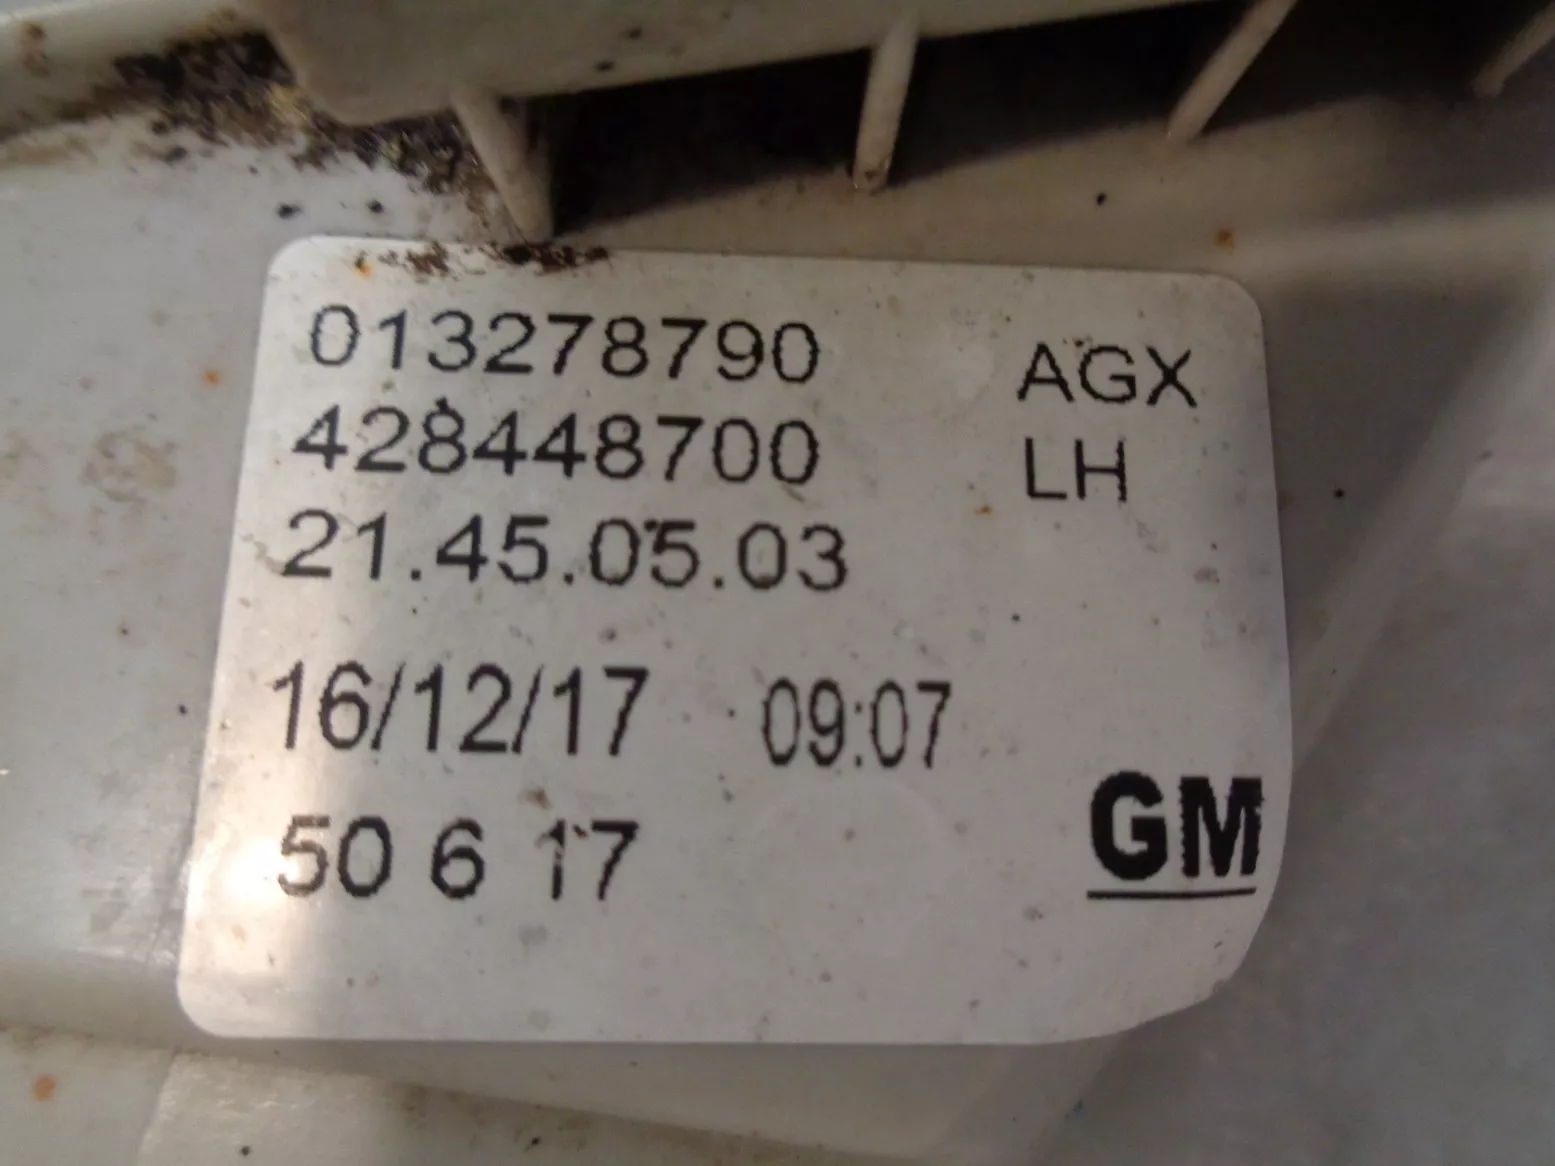 013278790 AGX
428448700 LH
21.45.05.03
16/12/17 09:07
50 6 17
GM